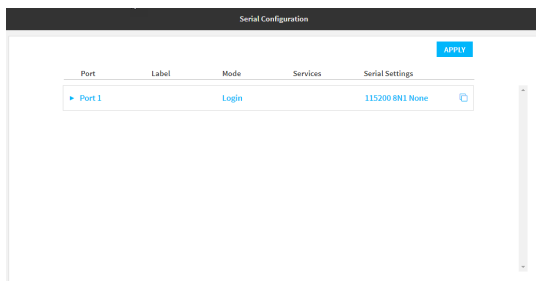 Serial Configuration
APPLY
Port Label Mode Services Serial Settings
Port 1 Login 115200 8N1 None